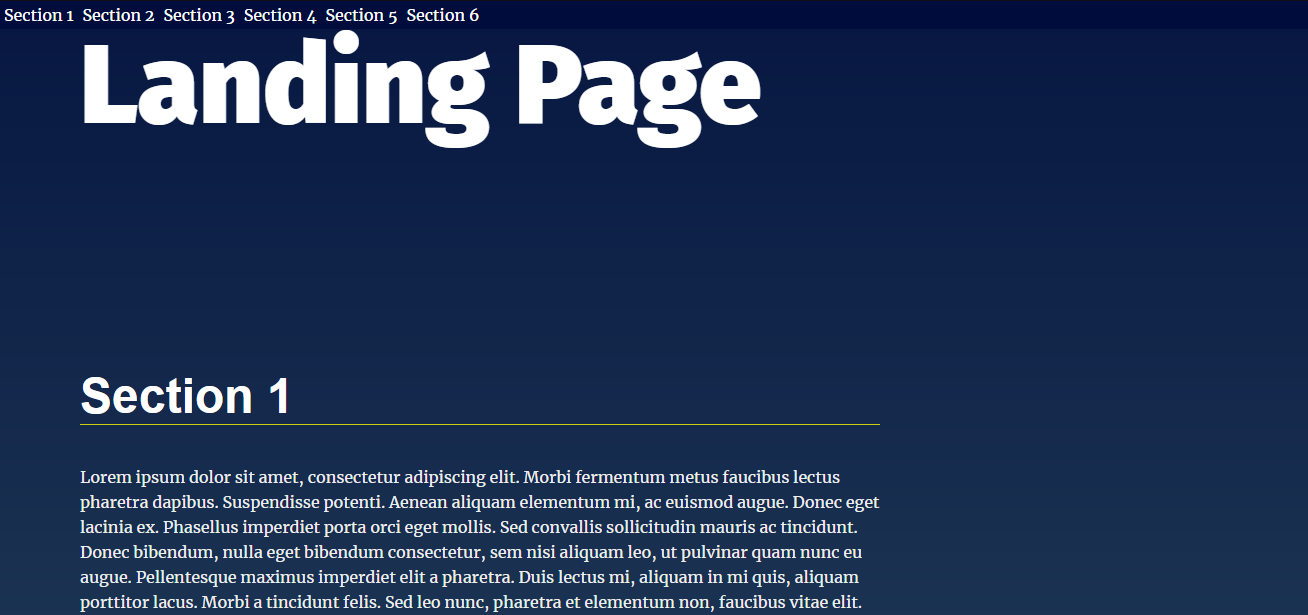 Section 1 Section 2 Section 3 Section 4 Section 5 Section 6
Landing Page
Section 1
Lorem ipsum dolor sit amet, consectetur adipiscing elit. Morbi fermentum metus faucibus lectus
pharetra dapibus. Suspendisse potenti. Aenean aliquam elementum mi, ac euismod augue. Donec eget
lacinia ex. Phasellus imperdiet porta orci eget mollis. Sed convallis sollicitudin mauris ac tincidunt.
Donec bibendum, nulla eget bibendum consectetur, sem nisi aliquam leo, ut pulvinar quam nunc eu
augue. Pellentesque maximus imperdiet elit a pharetra. Duis lectus mi, aliquam in mi quis, aliquam
porttitor lacus. Morbi a tincidunt felis. Sed leo nunc, pharetra et elementum non, faucibus vitae elit.